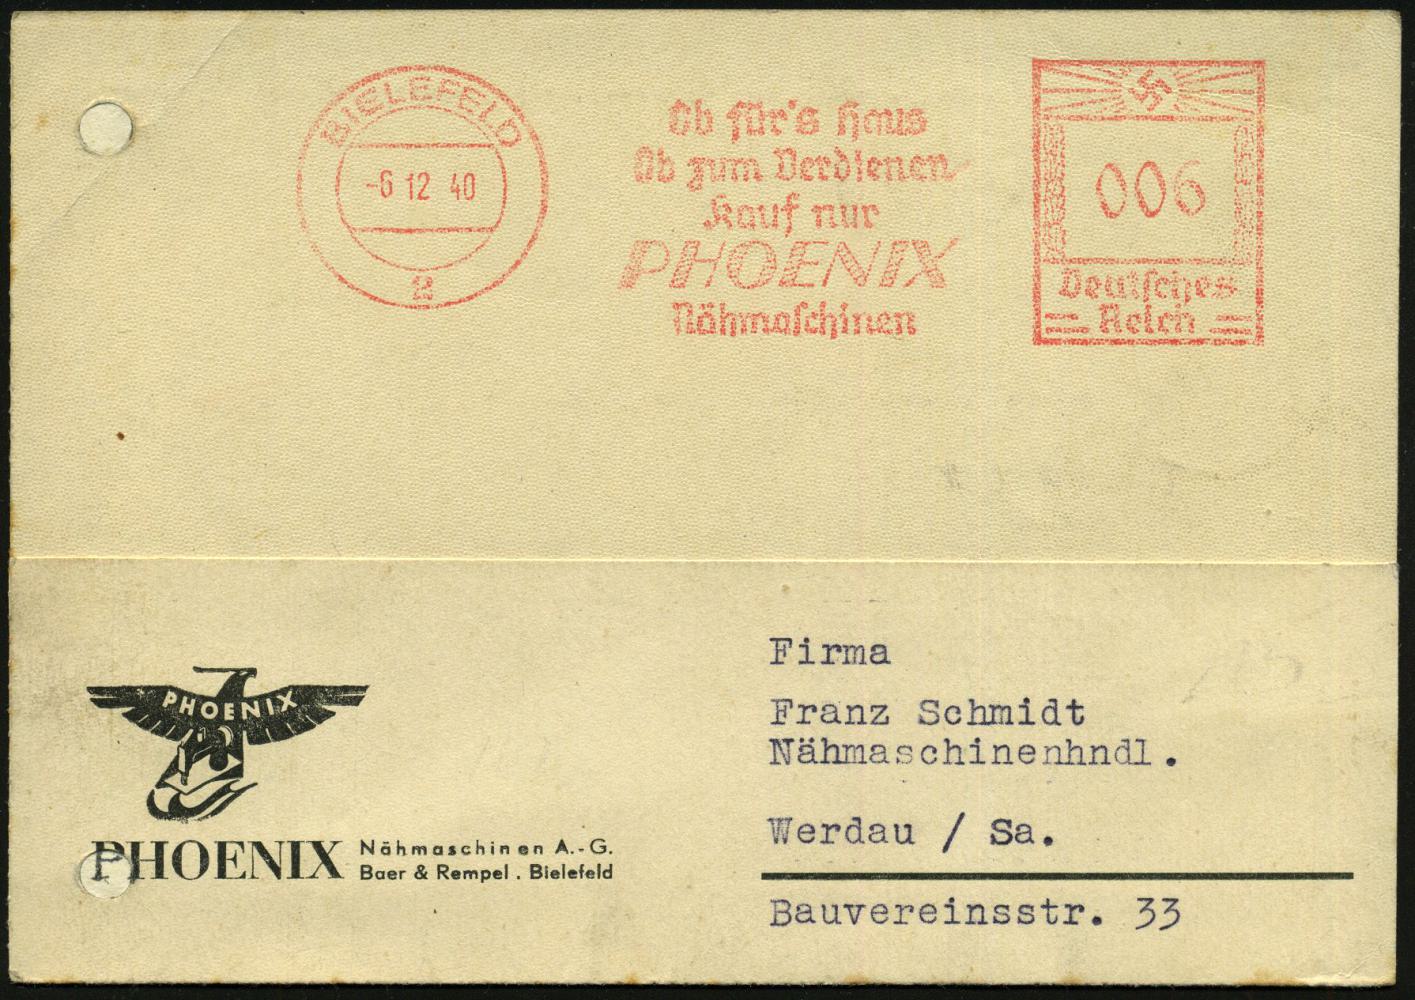 BIELEFELD
-6 12 40
2
Ob für's Haus
Ob zum Verdienen
Kauf nur
PHOENIX
Nähmaschinen
006
Deutsches
Reich
Firma
Franz Schmidt
Nähmaschinenhndl.
Werdau / Sa.
Bauvereinsstr. 33
PHOENIX
PHOENIX Nähmaschinen A.-G.
Baer & Rempel . Bielefeld